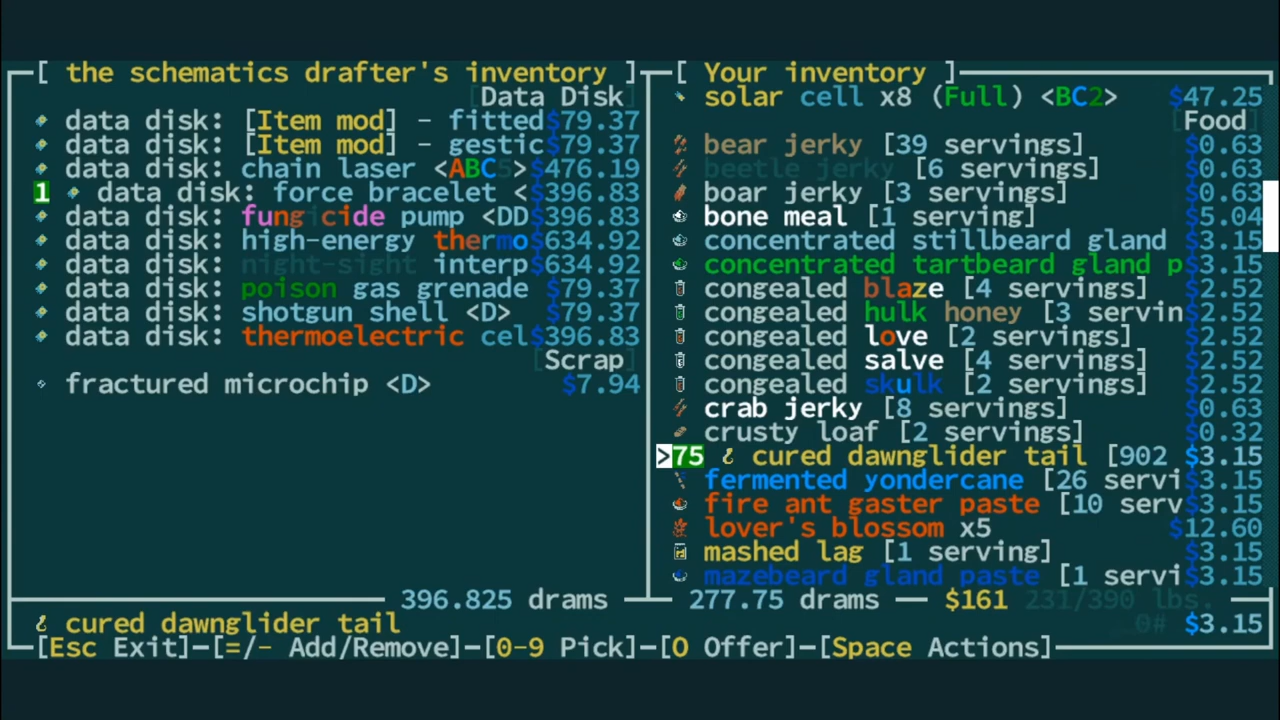 [ the schematics drafter's inventory ]
[Data Disk
data disk: [Item mod] - fitted $79.37
data disk: [Item mod] - gestic $79.37
data disk: chain laser <ABC5> $476.19
1 data disk: force bracelet < $396.83
data disk: fungicide pump <DD $396.83
data disk: high-energy thermo $634.92
data disk: night-sight interp $634.92
data disk: poison gas grenade $79.37
data disk: shotgun shell <D> $79.37
data disk: thermoelectric cel $396.83
[Scrap]
fractured microchip <D> $7.94
396.825 drams
[ Your inventory ]
solar cell x8 (Full) <BC2> $47.25
[Food]
bear jerky [39 servings] $0.63
beetle jerky [6 servings] $0.63
boar jerky [3 servings] $0.63
bone meal [1 serving] $5.04
concentrated stillbeard gland $3.15
concentrated tartbeard gland p $3.15
congealed blaze [4 servings] $2.52
congealed hulk honey [3 servin $2.52
congealed love [2 servings] $2.52
congealed salve [4 servings] $2.52
congealed skulk [2 servings] $2.52
crab jerky [8 servings] $0.63
crusty loaf [2 servings] $0.32
>75 cured dawnglider tail [902 $3.15
fermented yondercane [26 servi $3.15
fire ant gaster paste [10 serv $3.15
lover's blossom x5 $12.60
mashed lag [1 serving] $3.15
mazebeard gland paste [1 servi $3.15
277.75 drams — $161 231/390 lbs.
cured dawnglider tail 0# $3.15
[Esc Exit]-[=/- Add/Remove]-[0-9 Pick]-[O Offer]-[Space Actions]